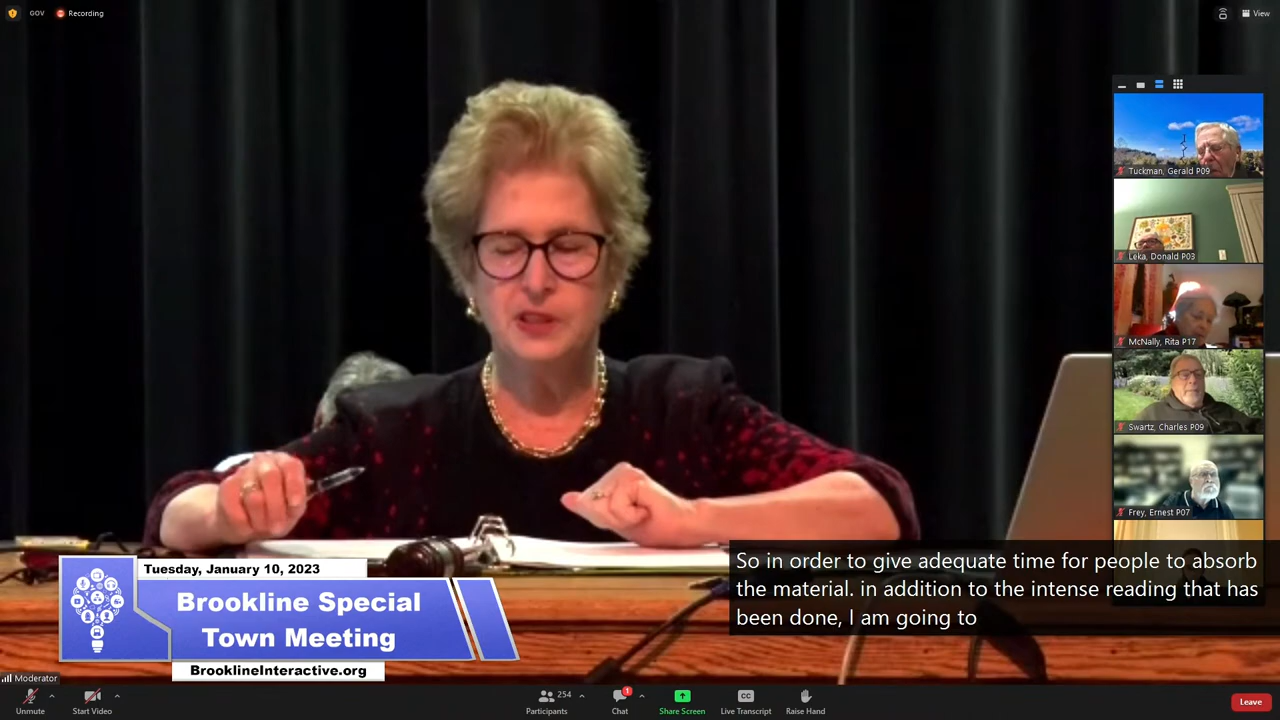 GOV
Recording
View
Tuckman, Gerald P09
Leka, Donald P03
McNally, Rita P17
Swartz, Charles P09
Frey, Ernest P07
So in order to give adequate time for people to absorb
the material. in addition to the intense reading that has
been done, I am going to
Tuesday, January 10, 2023
Brookline Special
Town Meeting
BrooklineInteractive.org
Moderator
Unmute
Start Video
254
Participants
1
Chat
Share Screen
CC
Live Transcript
Raise Hand
Leave